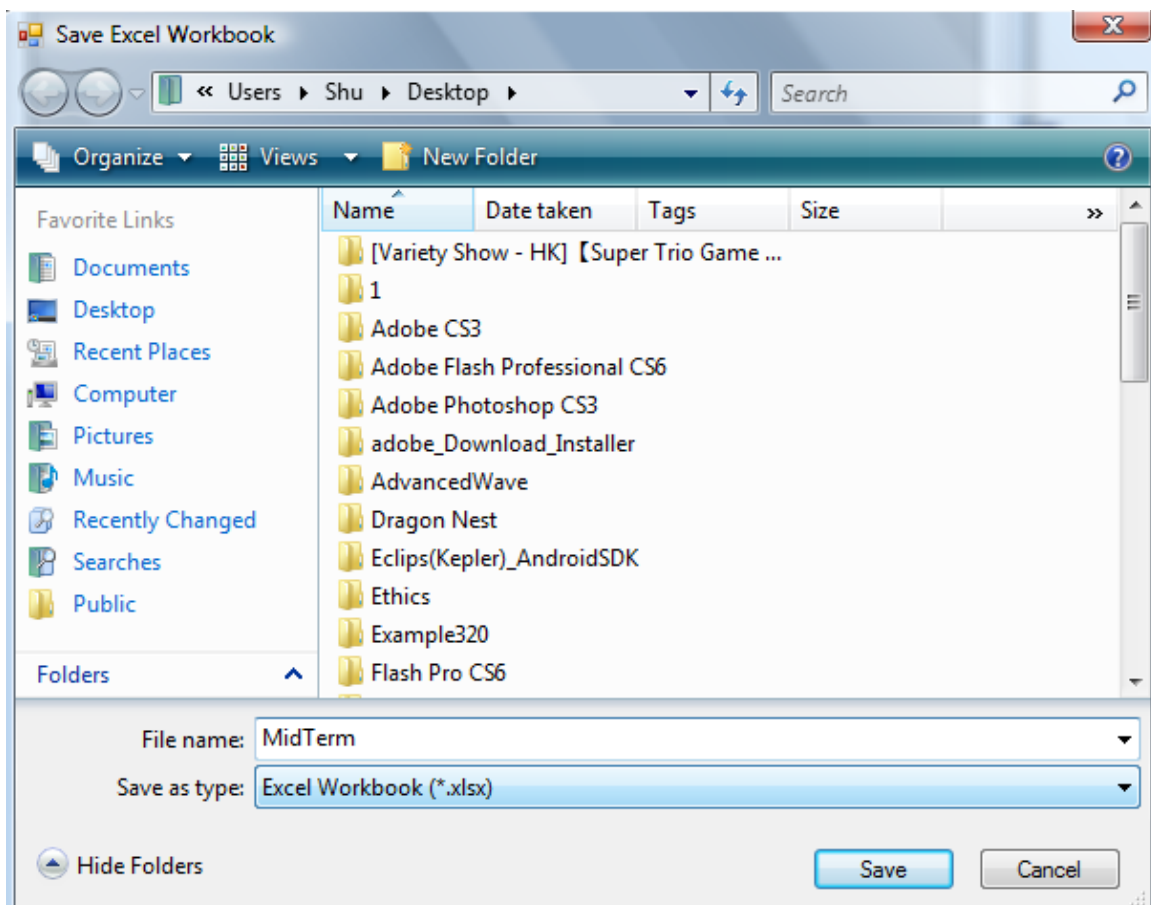 Save Excel Workbook
« Users ▸ Shu ▸ Desktop ▸
Search
Organize Views New Folder
Favorite Links
Documents
Desktop
Recent Places
Computer
Pictures
Music
Recently Changed
Searches
Public
Folders
Name Date taken Tags Size »
[Variety Show - HK]【Super Trio Game ...
1
Adobe CS3
Adobe Flash Professional CS6
Adobe Photoshop CS3
adobe_Download_Installer
AdvancedWave
Dragon Nest
Eclips(Kepler)_AndroidSDK
Ethics
Example320
Flash Pro CS6
File name: MidTerm
Save as type: Excel Workbook (*.xlsx)
Hide Folders
Save
Cancel